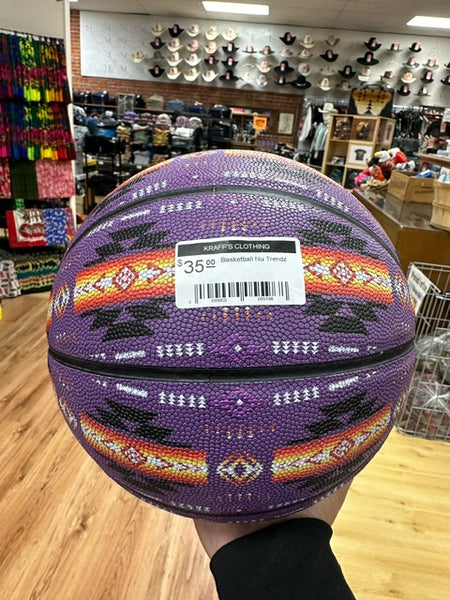 KRAFF'S CLOTHING
$35.00 Basketball Nu Trendz